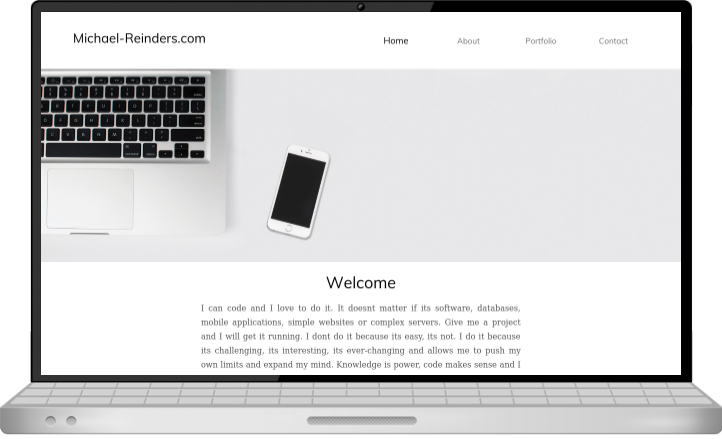 Michael-Reinders.com
Home About Portfolio Contact
Welcome
I can code and I love to do it. It doesnt matter if its software, databases,
mobile applications, simple websites or complex servers. Give me a project
and I will get it running. I dont do it because its easy, its not. I do it because
its challenging, its interesting, its ever-changing and allows me to push my
own limits and expand my mind. Knowledge is power, code makes sense and I